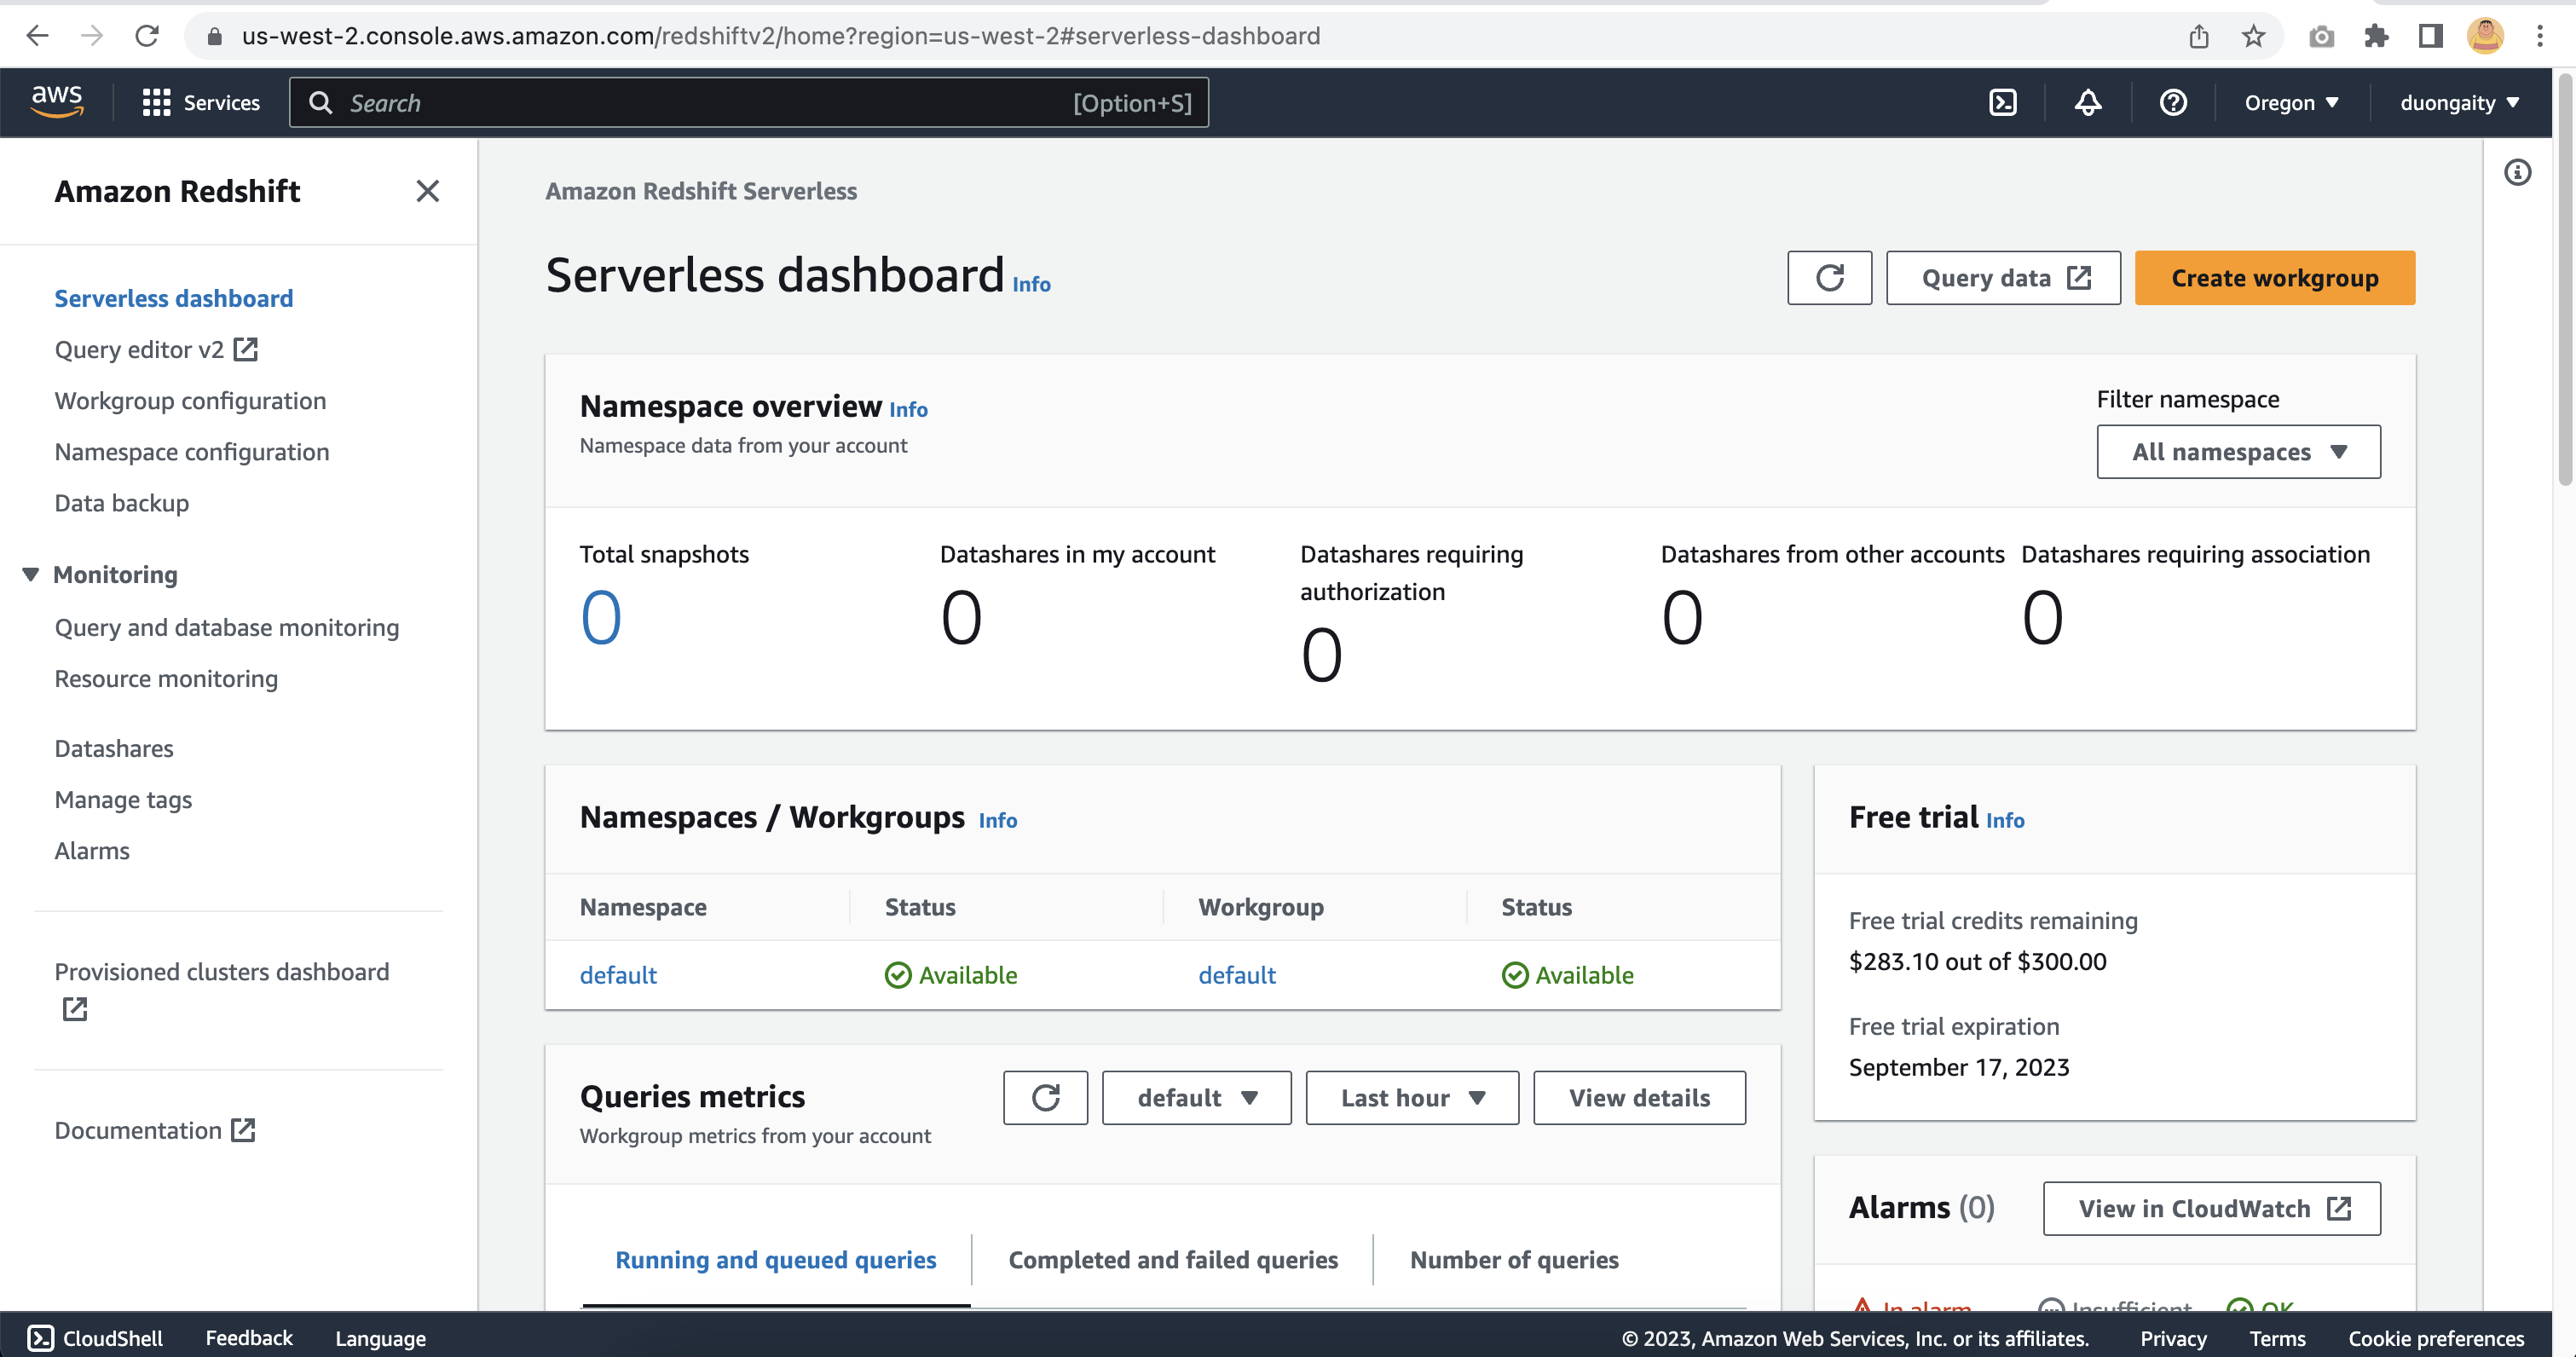 us-west-2.console.aws.amazon.com/redshiftv2/home?region=us-west-2#serverless-dashboard
aws
Services
Search
[Option+S]
Oregon
duongaity
Amazon Redshift
Serverless dashboard
Query editor v2
Workgroup configuration
Namespace configuration
Data backup
Monitoring
Query and database monitoring
Resource monitoring
Datashares
Manage tags
Alarms
Provisioned clusters dashboard
Documentation
Amazon Redshift Serverless
Serverless dashboard Info
Query data
Create workgroup
Namespace overview Info
Namespace data from your account
Filter namespace
All namespaces
Total snapshots
0
Datashares in my account
0
Datashares requiring
authorization
0
Datashares from other accounts
0
Datashares requiring association
0
Namespaces / Workgroups Info
Namespace Status Workgroup Status
default Available default Available
Free trial Info
Free trial credits remaining
$283.10 out of $300.00
Free trial expiration
September 17, 2023
Queries metrics
Workgroup metrics from your account
default
Last hour
View details
Running and queued queries
Completed and failed queries
Number of queries
Alarms (0)
View in CloudWatch
In alarm
Insufficient
OK
CloudShell
Feedback
Language
© 2023, Amazon Web Services, Inc. or its affiliates.
Privacy
Terms
Cookie preferences